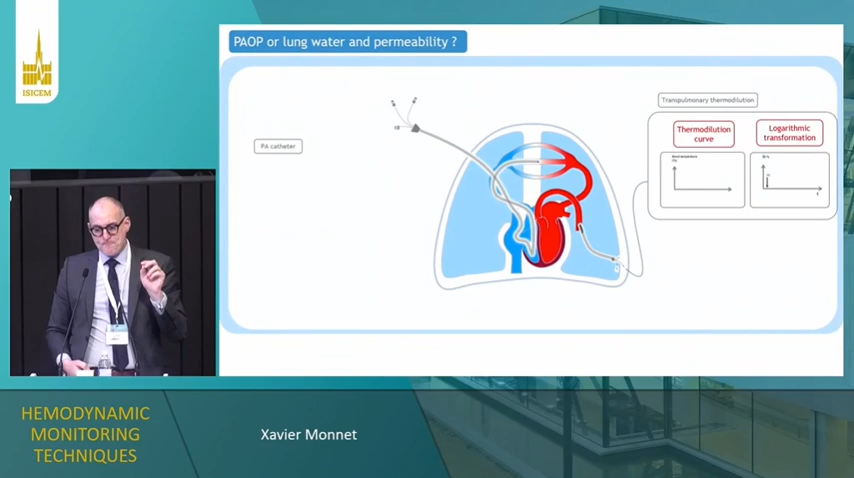 ISICEM
PAOP or lung water and permeability ?
PA catheter
Transpulmonary thermodilution
Thermodilution
curve
Logarithmic
transformation
HEMODYNAMIC
MONITORING
TECHNIQUES
Xavier Monnet